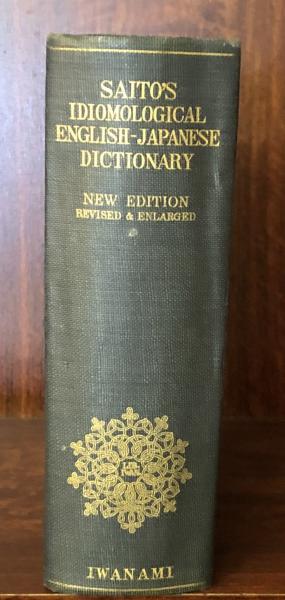 SAITO'S
IDIOMOLOGICAL
ENGLISH-JAPANESE
DICTIONARY
NEW EDITION
REVISED & ENLARGED
IWANAMI